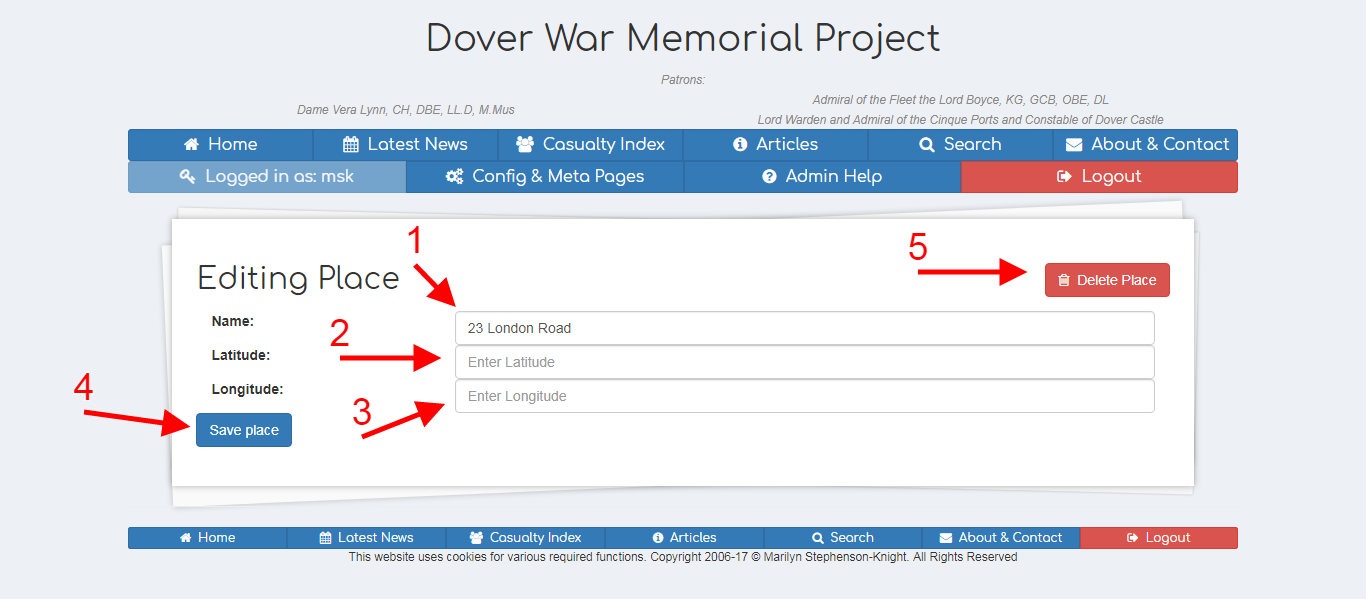 Dover War Memorial Project
Patrons:
Dame Vera Lynn, CH, DBE, LL.D, M.Mus
Admiral of the Fleet the Lord Boyce, KG, GCB, OBE, DL
Lord Warden and Admiral of the Cinque Ports and Constable of Dover Castle
Home Latest News Casualty Index Articles Search About & Contact
Logged in as: msk Config & Meta Pages Admin Help Logout
1
5
Editing Place
Delete Place
Name:
23 London Road
2
Latitude:
Enter Latitude
Longitude:
Enter Longitude
4
3
Save place
Home Latest News Casualty Index Articles Search About & Contact Logout
This website uses cookies for various required functions. Copyright 2006-17 © Marilyn Stephenson-Knight. All Rights Reserved